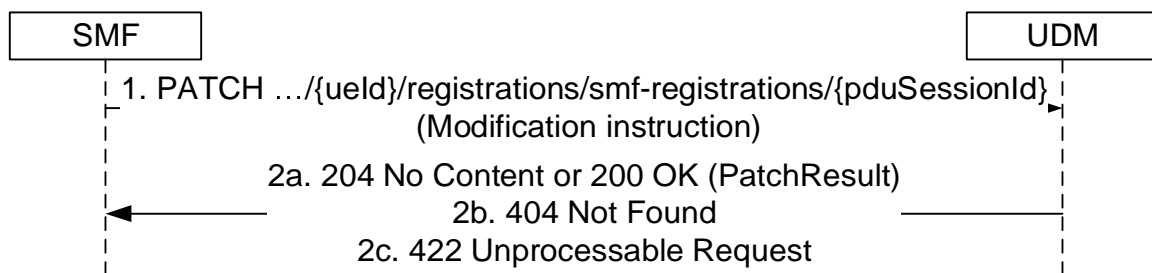 SMF
UDM
1. PATCH …/{ueId}/registrations/smf-registrations/{pduSessionId}
(Modification instruction)
2a. 204 No Content or 200 OK (PatchResult)
2b. 404 Not Found
2c. 422 Unprocessable Request